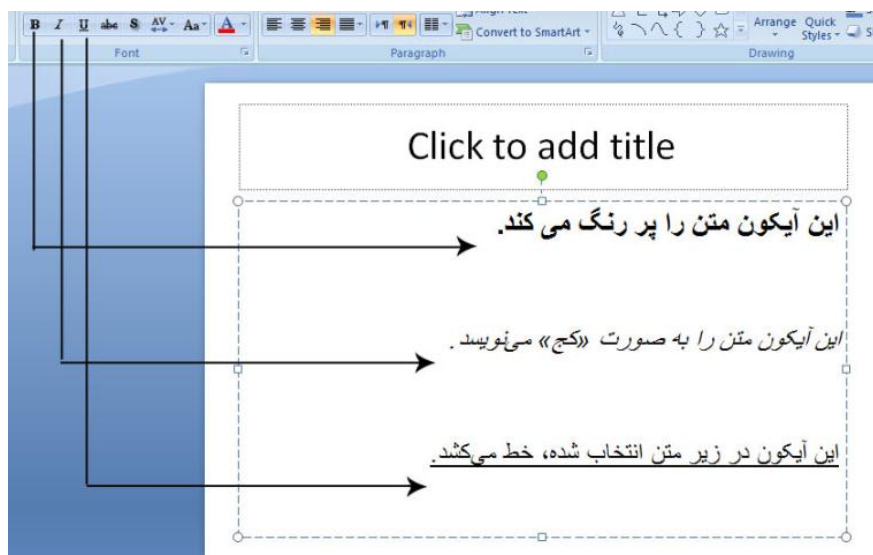 B I U abe S AV Aa A
Convert to SmartArt
Arrange Quick
Styles
Font Paragraph Drawing
Click to add title
این آیکون متن را پر رنگ می کند.
این آیکون متن را به صورت «کج» می‌نویسد .
این آیکون در زیر متن انتخاب شده، خط می‌کشد.